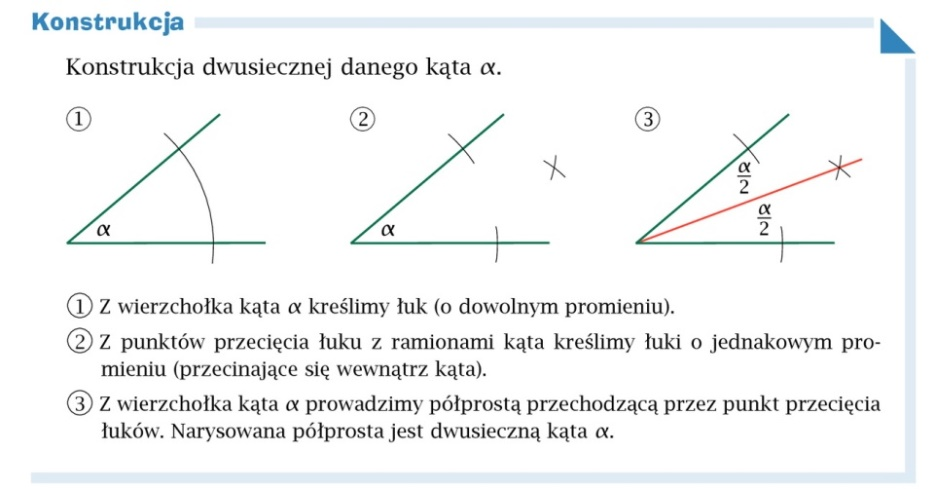 Konstrukcja
Konstrukcja dwusiecznej danego kąta α.
① ② ③
α α α/2
α/2
① Z wierzchołka kąta α kreślimy łuk (o dowolnym promieniu).
② Z punktów przecięcia łuku z ramionami kąta kreślimy łuki o jednakowym pro-
mieniu (przecinające się wewnątrz kąta).
③ Z wierzchołka kąta α prowadzimy półprostą przechodzącą przez punkt przecięcia
łuków. Narysowana półprosta jest dwusieczną kąta α.